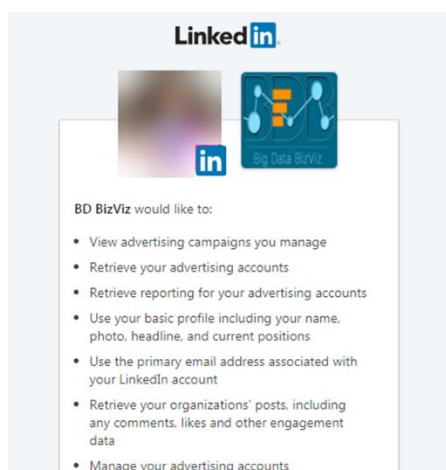 Linked in
in
Big Data BizViz
BD BizViz would like to:
• View advertising campaigns you manage
• Retrieve your advertising accounts
• Retrieve reporting for your advertising accounts
• Use your basic profile including your name,
photo, headline, and current positions
• Use the primary email address associated with
your LinkedIn account
• Retrieve your organizations' posts, including
any comments, likes and other engagement
data
• Manage your advertising accounts